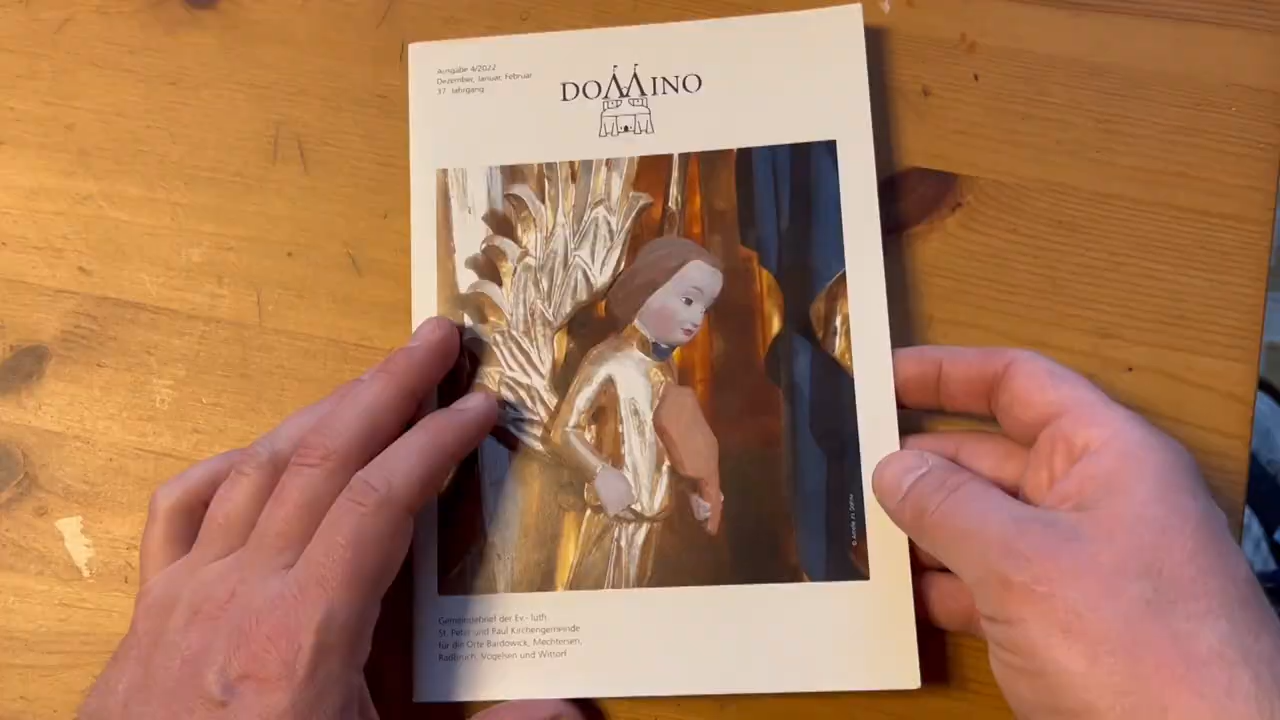 Ausgabe 4/2022
Dezember, Januar, Februar
37. Jahrgang
DOMINO
Gemeindebrief der Ev.-luth.
St. Peter und Paul Kirchengemeinde
für die Orte Bardowick, Mechtersen,
Radbruch, Vögelsen und Wittorf